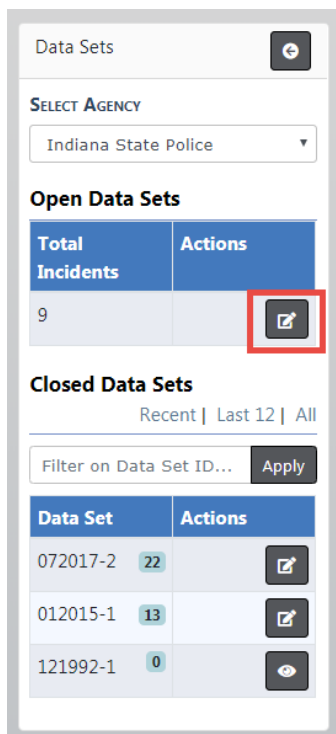 Data Sets
SELECT AGENCY
Indiana State Police
Open Data Sets
Total Incidents Actions
9
Closed Data Sets
Recent | Last 12 | All
Filter on Data Set ID... Apply
Data Set Actions
072017-2 22
012015-1 13
121992-1 0